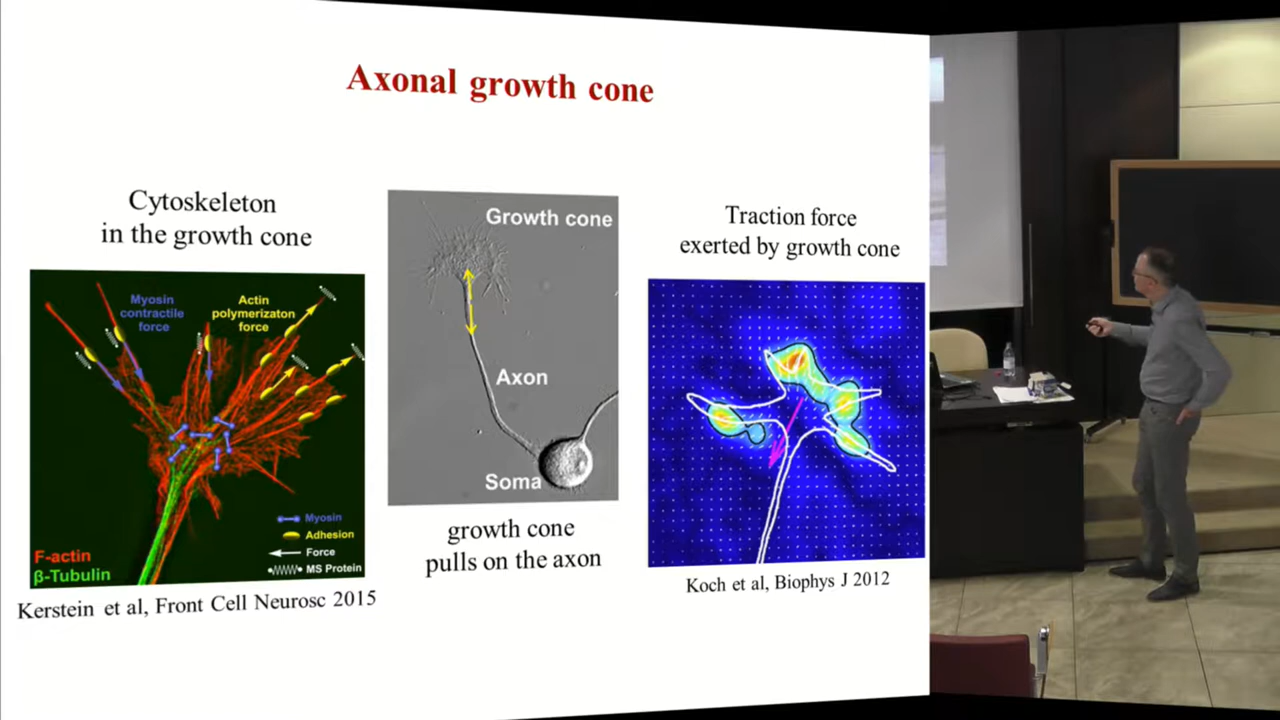 Axonal growth cone
Cytoskeleton
in the growth cone
Myosin
contractile
force
Actin
polymerizaton
force
Myosin
Adhesion
Force
MS Protein
F-actin
β-Tubulin
Kerstein et al, Front Cell Neurosc 2015
Growth cone
Axon
Soma
growth cone
pulls on the axon
Traction force
exerted by growth cone
Koch et al, Biophys J 2012